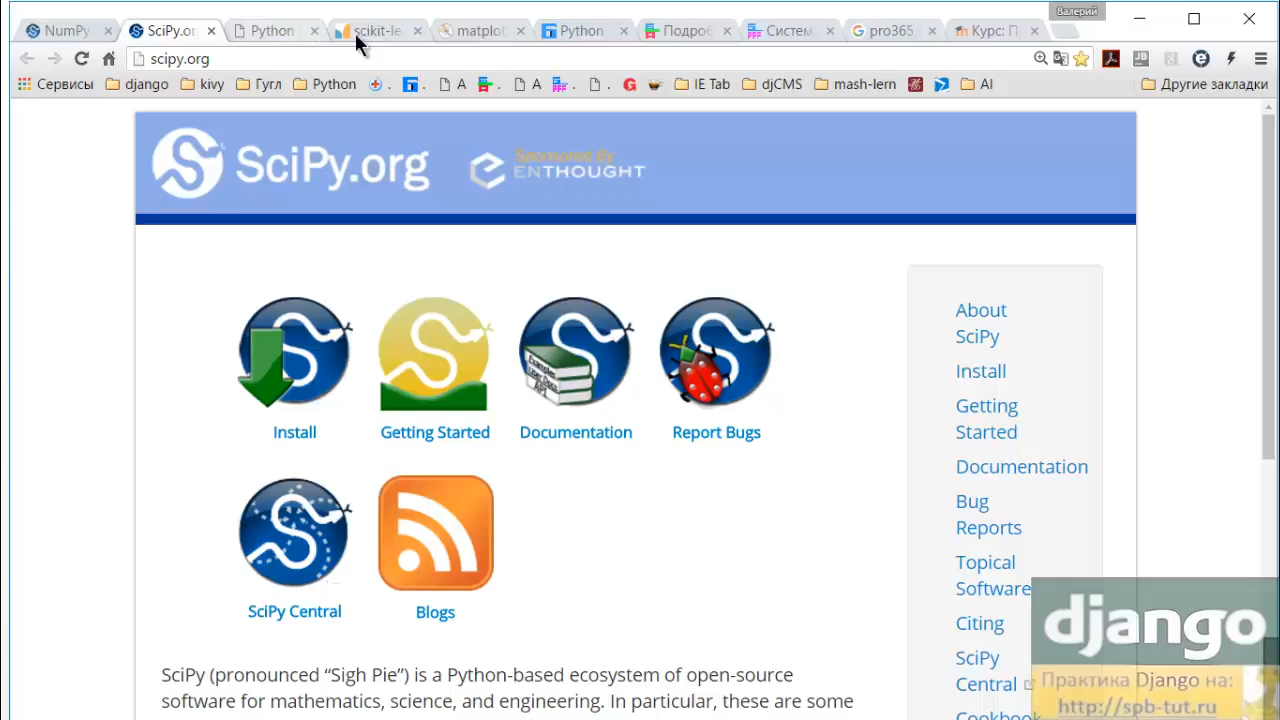 Валерий
NumPy
SciPy.or
Python
scikit-le
matplot
Python
Подроб
Систем
pro365
Курс: П
scipy.org
Сервисы
django
kivy
Гугл
Python
A
A
IE Tab
djCMS
mash-lern
AI
Другие закладки
SciPy.org
Sponsored By
ENTHOUGHT
Install
Getting Started
Documentation
Report Bugs
SciPy Central
Blogs
SciPy (pronounced “Sigh Pie”) is a Python-based ecosystem of open-source
software for mathematics, science, and engineering. In particular, these are some
About
SciPy
Install
Getting
Started
Documentation
Bug
Reports
Topical
Software
Citing
SciPy
Central
Cookbook
django
Практика Django на:
http://spb-tut.ru